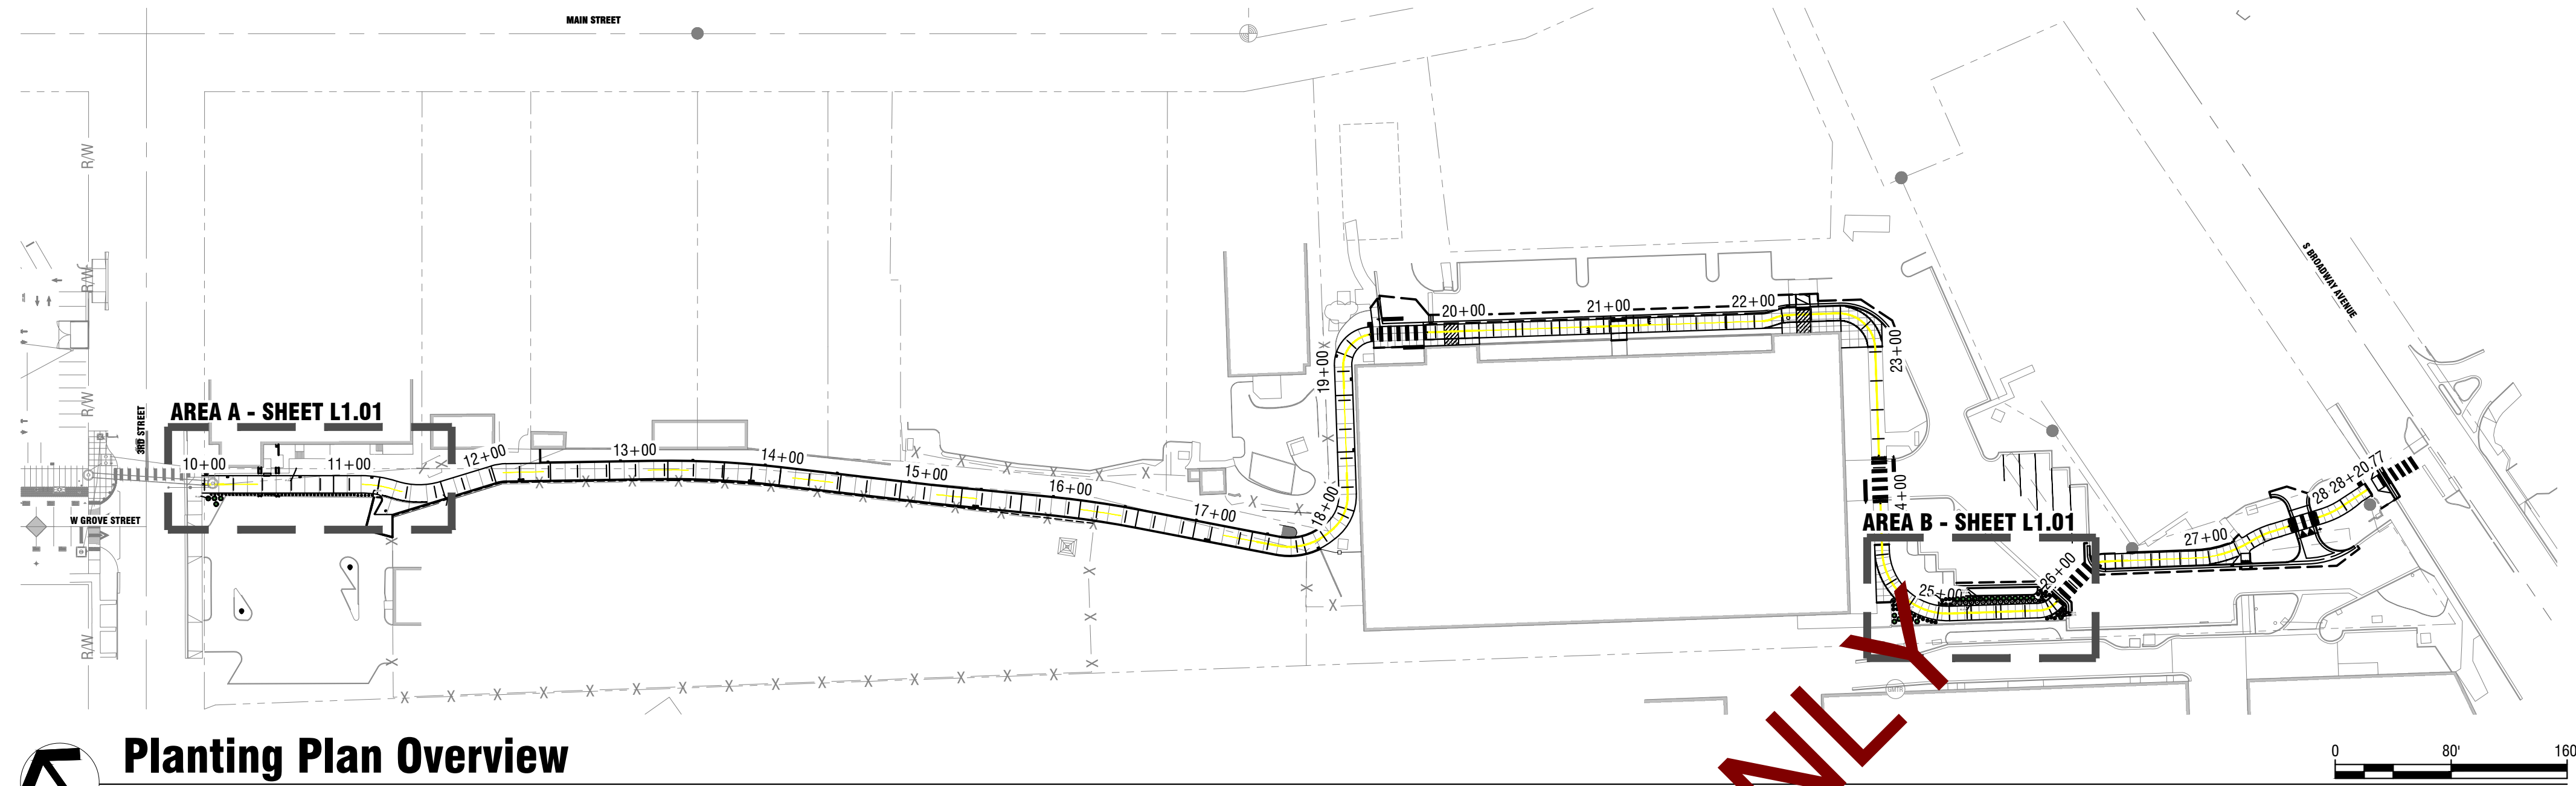 MAIN STREET
R/W
R/W
R/W
R/W
3RD STREET
W GROVE STREET
S BROADWAY AVENUE
AREA A - SHEET L1.01
10+00
11+00
12+00
13+00
14+00
15+00
16+00
17+00
18+00
19+00
20+00
21+00
22+00
23+00
4+00
AREA B - SHEET L1.01
25+00
26+00
27+00
28 28+20.77
NLY
Planting Plan Overview
0 80' 160